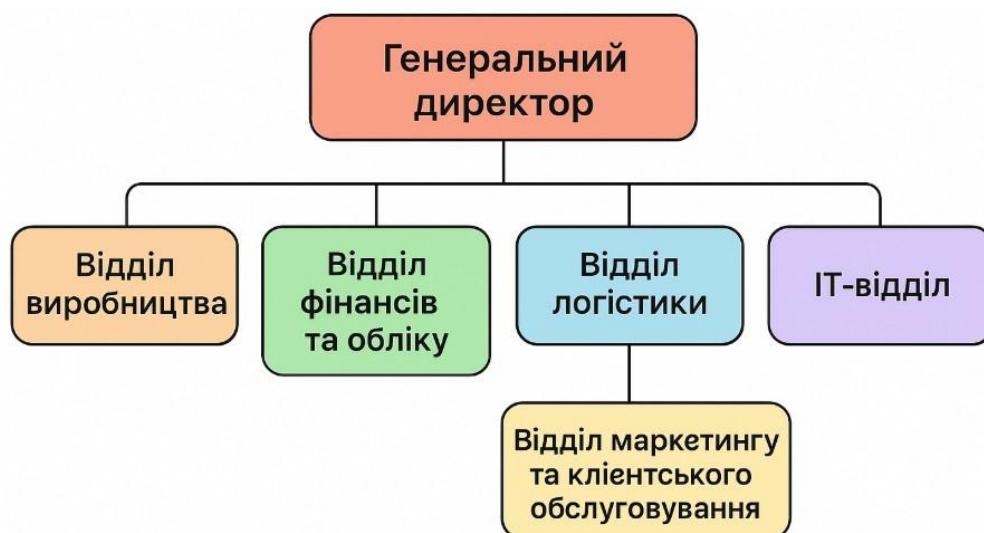 Генеральний
директор
Відділ
виробництва
Відділ
фінансів
та обліку
Відділ
логістики
ІТ-відділ
Відділ маркетингу
та клієнтського
обслуговування